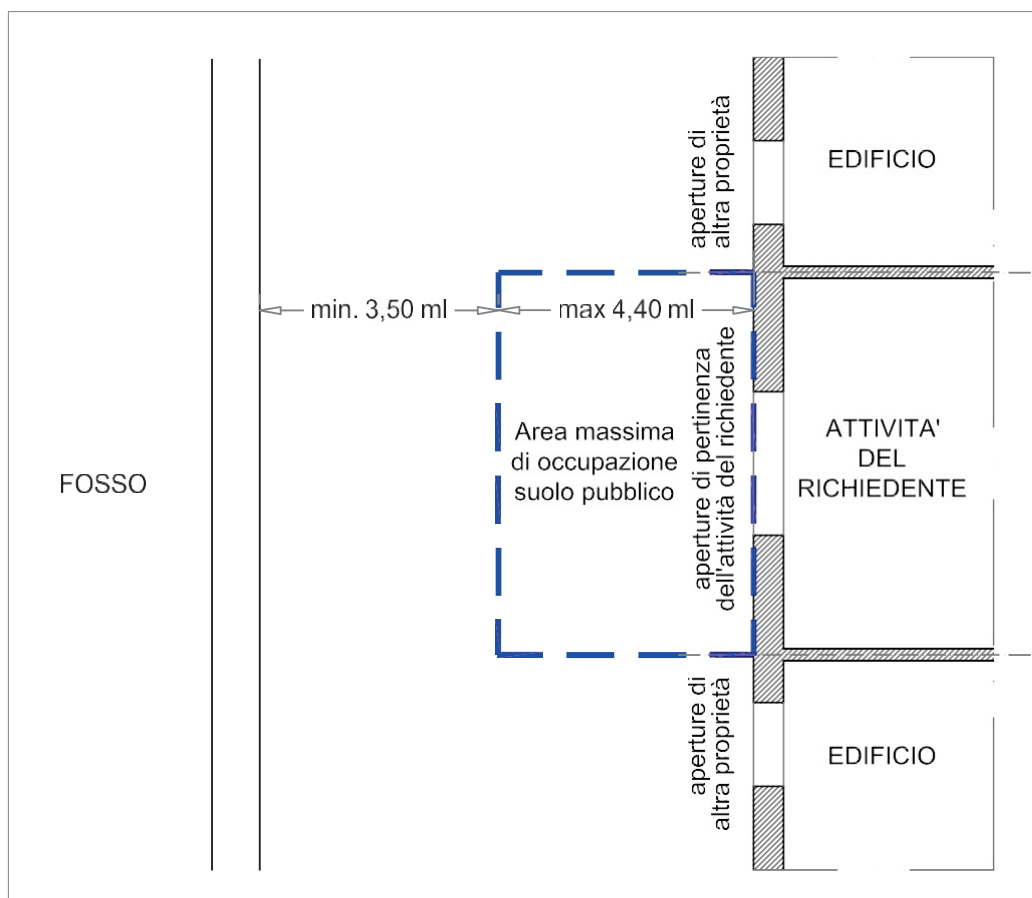 aperture di
altra proprietà
EDIFICIO
min. 3,50 ml
max 4,40 ml
FOSSO
Area massima
di occupazione
suolo pubblico
aperture di pertinenza
dell'attività del richiedente
ATTIVITA'
DEL
RICHIEDENTE
aperture di
altra proprietà
EDIFICIO